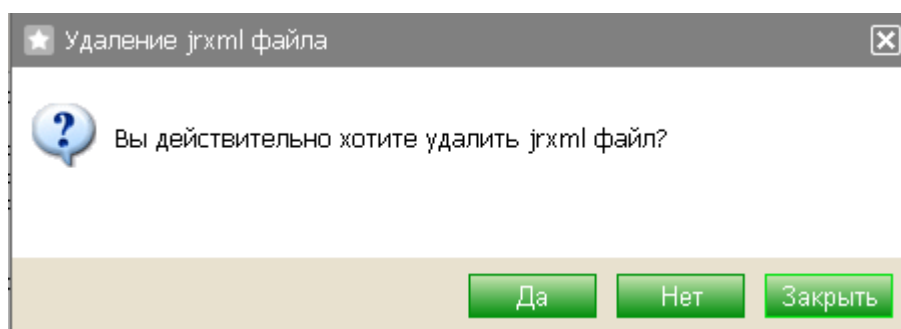 Удаление jrxml файла
Вы действительно хотите удалить jrxml файл?
Да Нет Закрыть